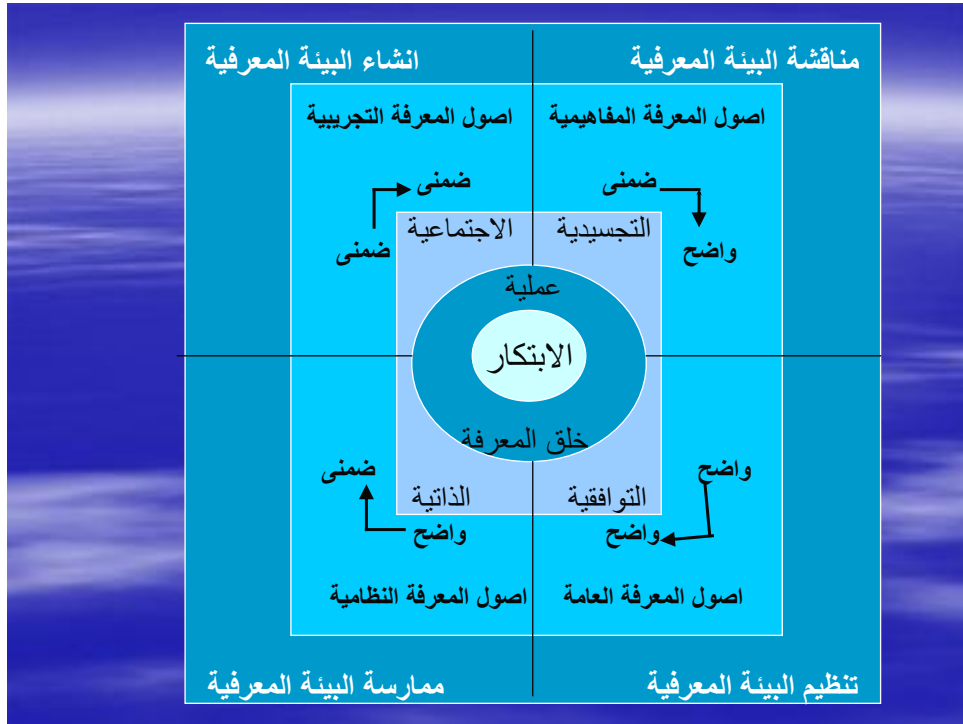 مناقشة البيئة المعرفية
انشاء البيئة المعرفية
اصول المعرفة المفاهيمية
اصول المعرفة التجريبية
ضمنى
واضح
ضمنى
ضمنى
التجسيدية
الاجتماعية
عملية
الابتكار
خلق المعرفة
واضح
واضح
ضمنى
واضح
التوافقية
الذاتية
اصول المعرفة العامة
اصول المعرفة النظامية
تنظيم البيئة المعرفية
ممارسة البيئة المعرفية